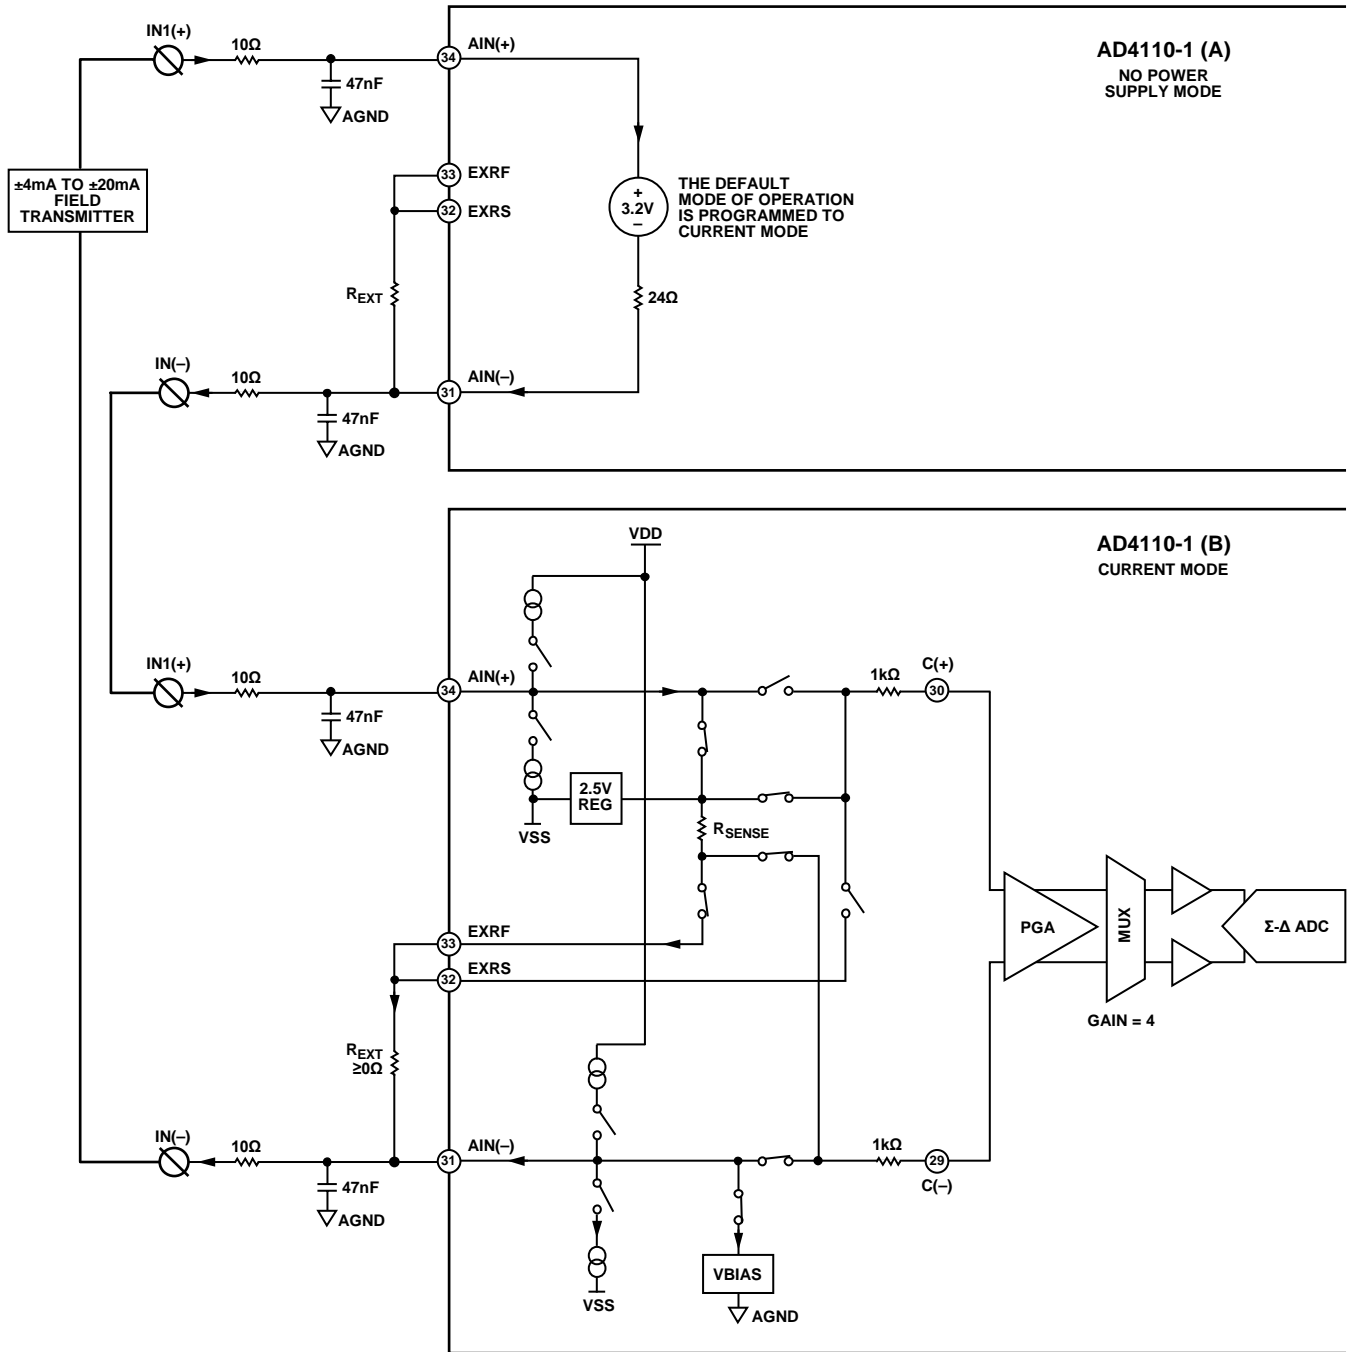 IN1(+)
10Ω
47nF
AGND
34
AIN(+)
AD4110-1 (A)
NO POWER
SUPPLY MODE
±4mA TO ±20mA
FIELD
TRANSMITTER
33
EXRF
32
EXRS
+
3.2V
–
THE DEFAULT
MODE OF OPERATION
IS PROGRAMMED TO
CURRENT MODE
REXT
24Ω
IN(–)
10Ω
47nF
AGND
31
AIN(–)
VDD
AD4110-1 (B)
CURRENT MODE
IN1(+)
10Ω
47nF
AGND
34
AIN(+)
1kΩ
C(+)
30
2.5V
REG
VSS
RSENSE
33
EXRF
32
EXRS
PGA
MUX
Σ-Δ ADC
GAIN = 4
REXT
≥0Ω
IN(–)
10Ω
47nF
AGND
31
AIN(–)
1kΩ
29
C(–)
VBIAS
AGND
VSS